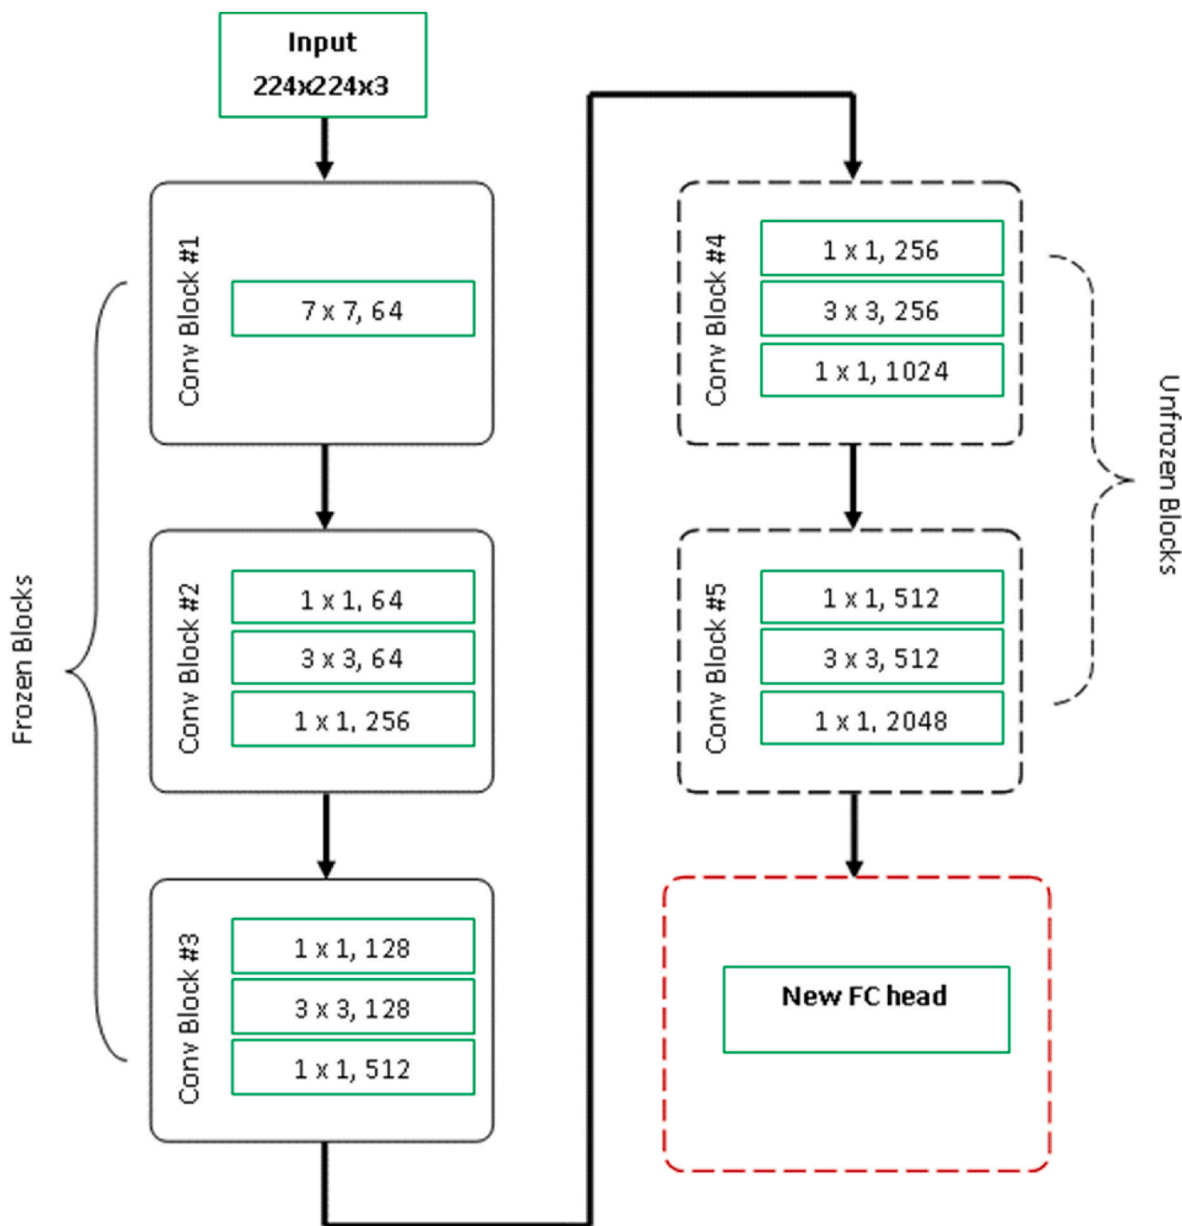 Input
224x224x3
Conv Block #1
7 x 7, 64
Conv Block #2
1 x 1, 64
3 x 3, 64
1 x 1, 256
Conv Block #3
1 x 1, 128
3 x 3, 128
1 x 1, 512
Frozen Blocks
Conv Block #4
1 x 1, 256
3 x 3, 256
1 x 1, 1024
Conv Block #5
1 x 1, 512
3 x 3, 512
1 x 1, 2048
Unfrozen Blocks
New FC head